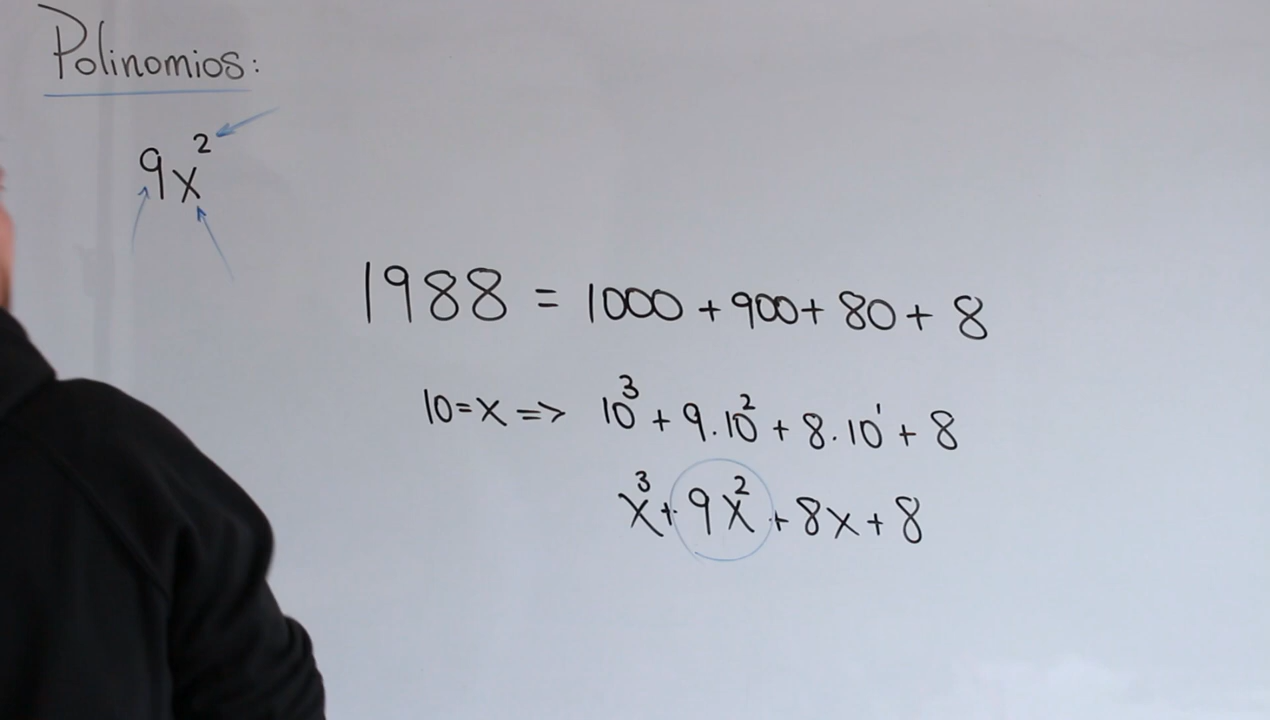 Polinomios:
9x²
1988 = 1000 + 900 + 80 + 8
10=x => 10³ + 9.10² + 8.10¹ + 8
x³ + 9x² + 8x + 8